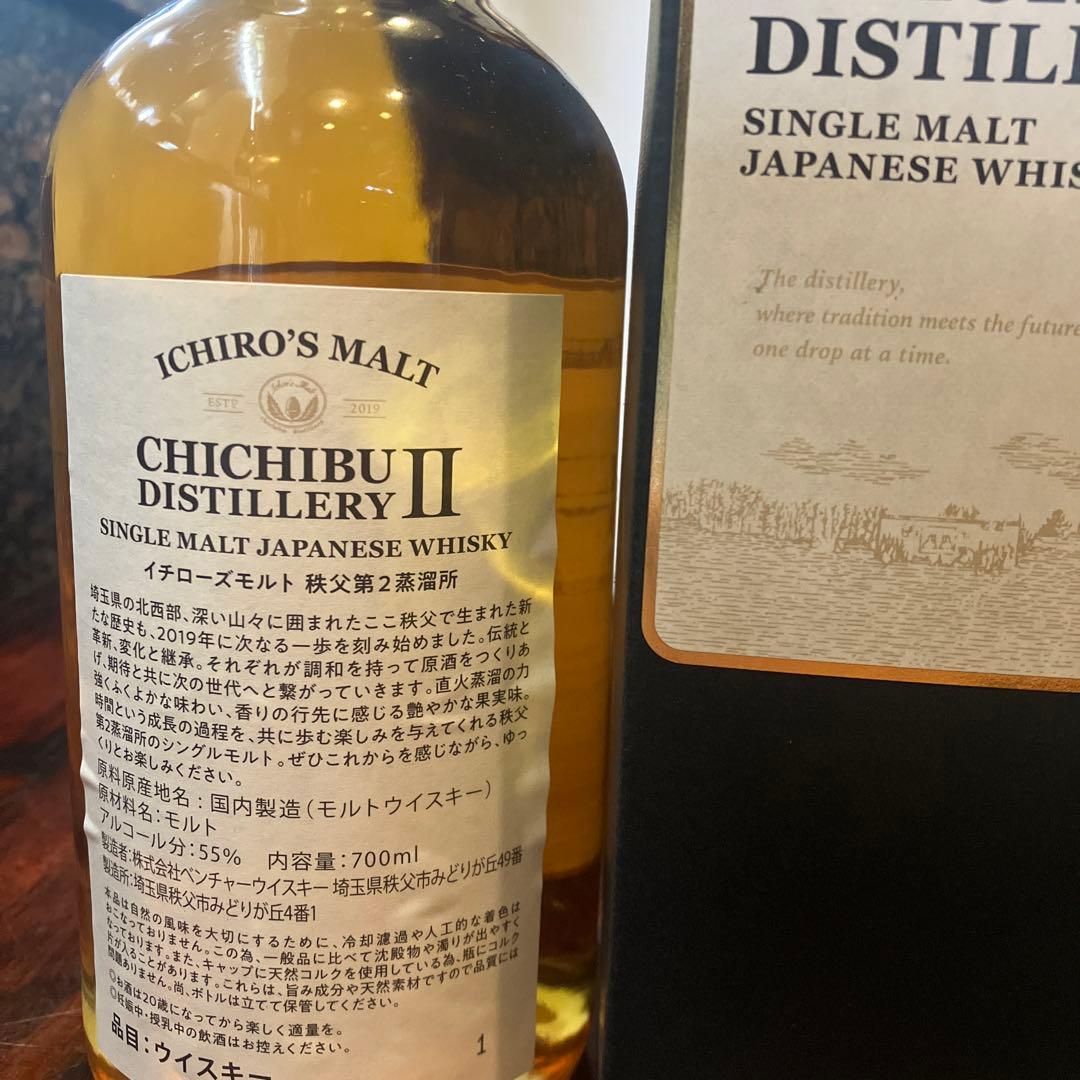 ICHIRO'S MALT
ESTD 2019
CHICHIBU
DISTILLERY II
SINGLE MALT JAPANESE WHISKY
イチローズモルト 秩父第2蒸溜所
埼玉県の北西部、深い山々に囲まれたここ秩父で生まれた新
たな歴史も、2019年に次なる一歩を刻み始めました。伝統と
革新、変化と継承。それぞれが調和を持って原酒をつくりあ
げ、期待と共に次の世代へと繋がっていきます。直火蒸溜の力
強くふくよかな味わい、香りの行先に感じる艶やかな果実味。
時間という成長の過程を、共に歩む楽しみを与えてくれる秩父
第2蒸溜所のシングルモルト。ぜひこれからを感じながら、ゆっ
くりとお楽しみください。
原料原産地名：国内製造（モルトウイスキー）
原材料名：モルト
アルコール分：55% 内容量：700ml
製造者：株式会社ベンチャーウイスキー 埼玉県秩父市みどりが丘49番
製造所：埼玉県秩父市みどりが丘4番1
本品は自然の風味を大切にするために、冷却濾過や人工的な着色は
おこなっておりません。この為、一般品に比べて沈殿物や濁りが出やすく
なっております。また、キャップに天然コルクを使用している為、瓶にコルク
片が入ることがあります。これらは、旨み成分や天然素材ですので品質には
問題ありません。尚、ボトルは立てて保管してください。
◎お酒は20歳になってから楽しく適量を。
◎妊娠中・授乳中の飲酒はお控えください。
品目：ウイスキー
1
DISTILL
SINGLE MALT
JAPANESE WHIS
The distillery,
where tradition meets the future
one drop at a time.